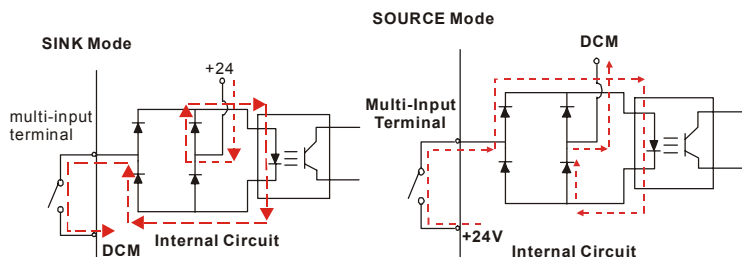 SINK Mode
+24
multi-input
terminal
DCM
Internal Circuit
SOURCE Mode
DCM
Multi-Input
Terminal
+24V
Internal Circuit